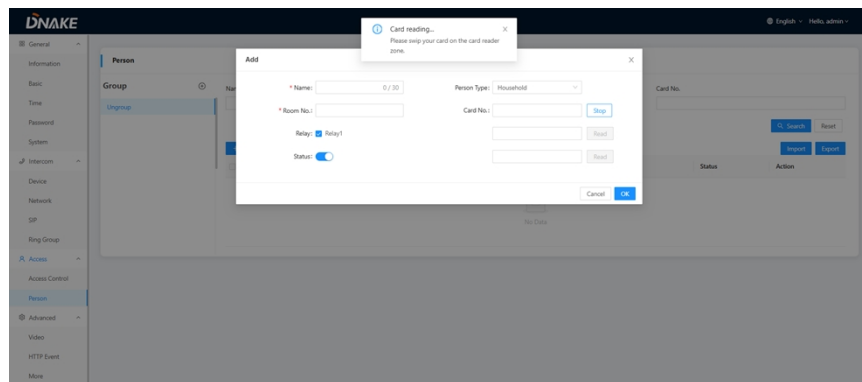 DNAKE
English
Hello, admin
Card reading...
Please swip your card on the card reader
zone.
General
Information
Basic
Time
Password
System
Intercom
Device
Network
SIP
Ring Group
Access
Access Control
Person
Advanced
Video
HTTP Event
More
Person
Group
Ungroup
Card No.
Search
Reset
Import
Export
Status
Action
No Data
Add
* Name:
0 / 30
Person Type:
Household
* Room No.:
Card No.:
Stop
Relay:
Relay1
Read
Status:
Read
Cancel
OK